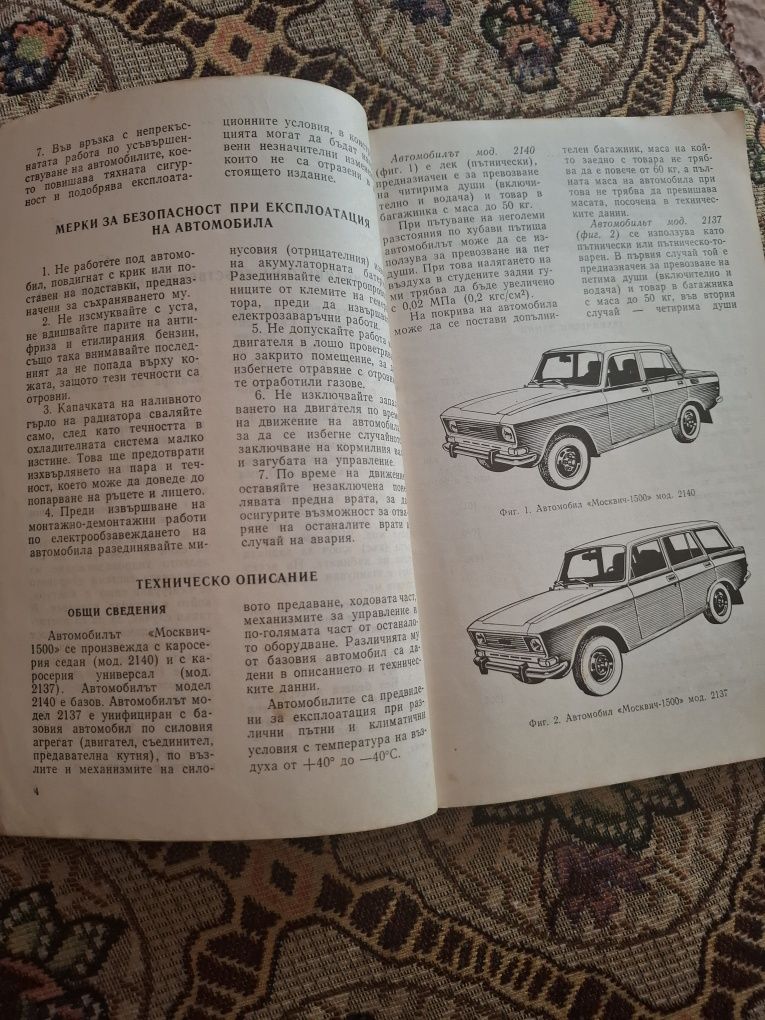 7. Във връзка с непрекъс-
натата работа по усъвършен-
стване на автомобилите, кое-
то повишава тяхната сигур-
ност и подобрява експлоата-
ционните условия, в
цията могат да бъдат
вени незначителни
които не са отразени в
стоящето издание.
МЕРКИ ЗА БЕЗОПАСНОСТ ПРИ ЕКСПЛОАТАЦИЯ
НА АВТОМОБИЛА
1. Не работете под автомо-
бил, повдигнат с крик или по-
ставен на подставки, предназ-
начени за съхраняването му.
2. Не изсмуквайте с уста,
не вдишвайте парите на анти-
фриза и етилирания бензин,
също така внимавайте послед-
ният да не попада върху ко-
жата, защото тези течности са
отровни.
3. Капачката на наливното
гърло на радиатора сваляйте
само, след като течността в
охладителната система малко
изстине. Това ще предотврати
изхвърлянето на пара и теч-
ност, което може да доведе до
попарване на ръцете и лицето.
4. Преди извършване на
монтажно-демонтажни работи
по електрообзавеждането на
автомобила разединявайте ми-
нусовия (отрицателния)
на акумулаторната
Разединявайте
ниците от клемите на
тора, преди да
електрозаваръчни работи.
5. Не допускайте работа
двигателя в лошо
но закрито помещение, за
избегнете отравяне с
те отработили газове.
6. Не изключвайте
ването на двигателя по време
на движение на автомобила,
за да се избегне случайното
заключване на кормилния вал
и загубата на управление.
7. По време на движение
оставяйте незаключена поне
лявата предна врата, за да
осигурите възможност за отва-
ряне на останалите врати в
случай на авария.
ТЕХНИЧЕСКО ОПИСАНИЕ
ОБЩИ СВЕДЕНИЯ
Автомобилът «Москвич-
1500» се произвежда с каросе-
рия седан (мод. 2140) и с ка-
росерия универсал (мод.
2137). Автомобилът модел
2140 е базов. Автомобилът мо-
дел 2137 е унифициран с ба-
зовия автомобил по силовия
агрегат (двигател, съединител,
предавателна кутия), по въз-
лите и механизмите на сило-
вото предаване, ходовата част,
механизмите за управление и
по-голямата част от останало-
то оборудване. Различията му
от базовия автомобил са да-
дени в описанието и техничес-
ките данни.
Автомобилите са предвиде-
ни за експлоатация при раз-
лични пътни и климатични
условия с температура на въз-
духа от +40° до —40°С.
4
Автомобилът мод. 2140
(фиг. 1) е лек (пътнически),
предназначен е за превозване
на читирима души (включи-
телно и водача) и товар в
багажника с маса до 50 кг.
При пътуване на неголеми
разстояния по хубави пътища
автомобилът може да се из-
ползва за превозване на пет
души. При това налягането на
въздуха в студените задни гу-
ми трябва да бъде увеличено
с 0,02 МПа (0,2 кгс/см²).
На покрива на автомобила
може да се постави допълни-
телен багажник, маса на кой-
то заедно с товара не тряб-
ва да е повече от 60 кг, а пъл-
ната маса на автомобила при
това не трябва да превишава
масата, посочена в техничес-
ките данни.
Автомобилът мод. 2137
(фиг. 2) се използува като
пътнически или пътническо-то-
варен. В първия случай той е
предназначен за превозване на
петима души (включително и
водача) и товар в багажника
с маса до 50 кг, във втория
случай — четирима души
Фиг. 1. Автомобил «Москвич-1500» мод. 2140
Фиг. 2. Автомобил «Москвич-1500» мод. 2137